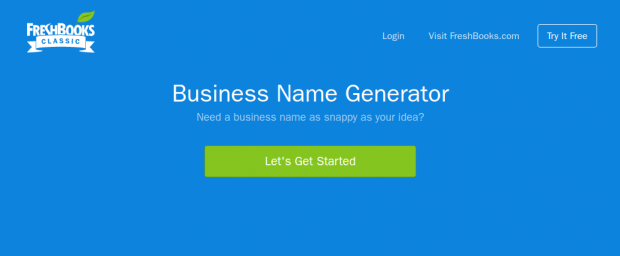 FRESHBOOKS
CLASSIC
Login
Visit FreshBooks.com
Try It Free
Business Name Generator
Need a business name as snappy as your idea?
Let's Get Started